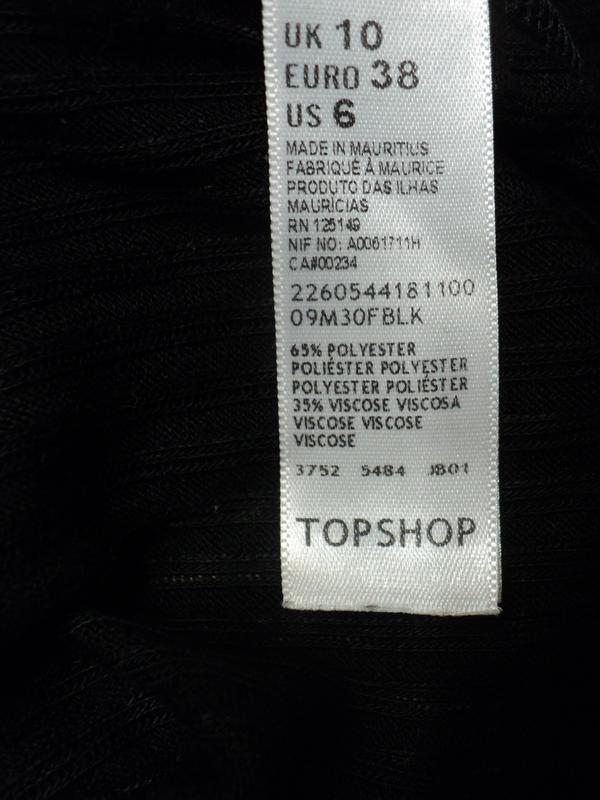 UK 10
EURO 38
US 6
MADE IN MAURITIUS
FABRIQUÉ À MAURICE
PRODUTO DAS ILHAS
MAURÍCIAS
RN 125149
NIF NO: A0061711H
CA#00234
2260544181100
09M30FBLK
65% POLYESTER
POLIÉSTER POLYESTER
POLYESTER POLIÉSTER
35% VISCOSE VISCOSA
VISCOSE VISCOSE
VISCOSE
3752 5484 JB01
TOPSHOP